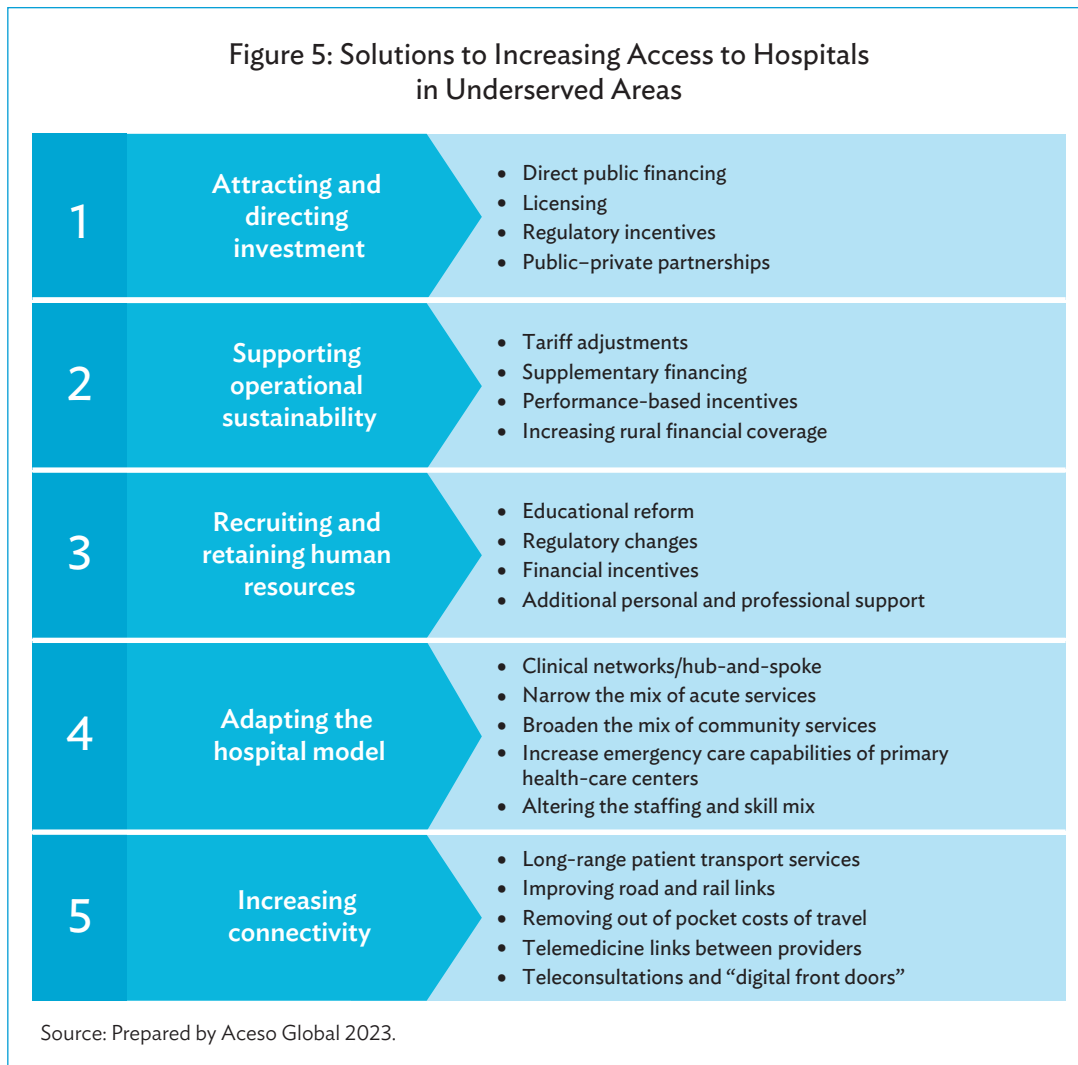 Figure 5: Solutions to Increasing Access to Hospitals
in Underserved Areas
1
Attracting and
directing
investment
• Direct public financing
• Licensing
• Regulatory incentives
• Public–private partnerships
2
Supporting
operational
sustainability
• Tariff adjustments
• Supplementary financing
• Performance-based incentives
• Increasing rural financial coverage
3
Recruiting and
retaining human
resources
• Educational reform
• Regulatory changes
• Financial incentives
• Additional personal and professional support
4
Adapting the
hospital model
• Clinical networks/hub-and-spoke
• Narrow the mix of acute services
• Broaden the mix of community services
• Increase emergency care capabilities of primary
health-care centers
• Altering the staffing and skill mix
5
Increasing
connectivity
• Long-range patient transport services
• Improving road and rail links
• Removing out of pocket costs of travel
• Telemedicine links between providers
• Teleconsultations and “digital front doors”
Source: Prepared by Aceso Global 2023.